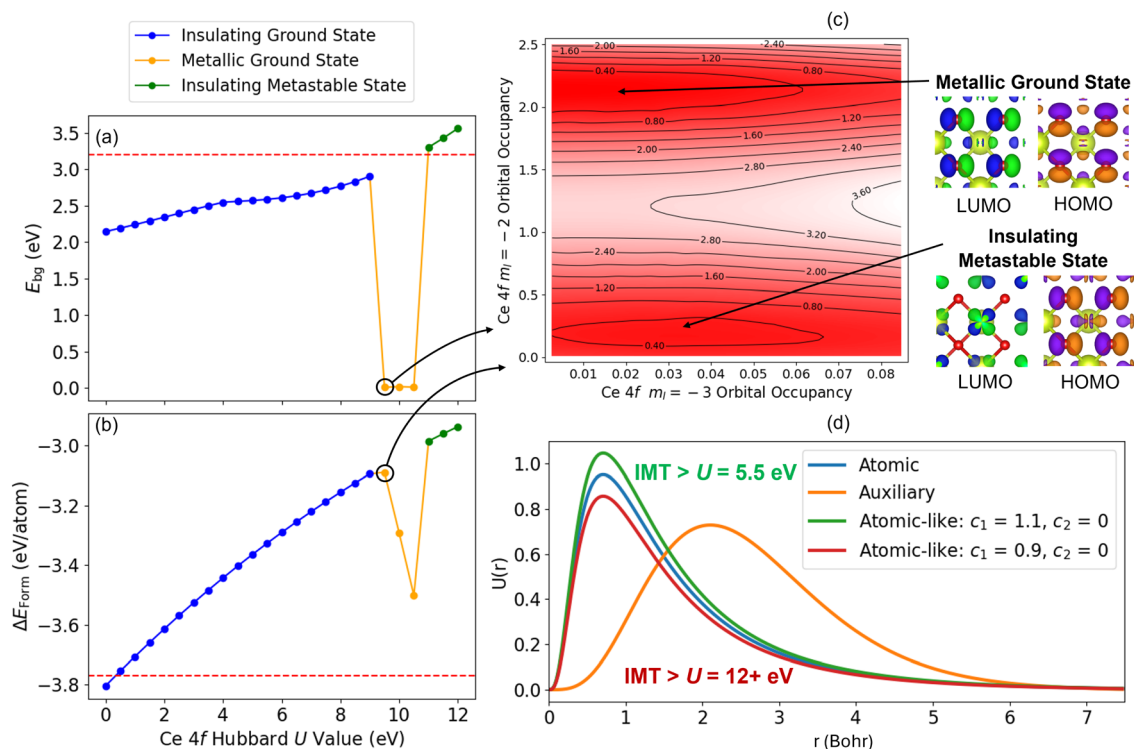 Insulating Ground State
Metallic Ground State
Insulating Metastable State
(a)
3.5
3.0
2.5
2.0
1.5
1.0
0.5
0.0
E_bg (eV)
(b)
−3.0
−3.2
−3.4
−3.6
−3.8
ΔE_Form (eV/atom)
0 2 4 6 8 10 12
Ce 4f Hubbard U Value (eV)
(c)
2.5
2.0
1.5
1.0
0.5
0.0
Ce 4f m_l = −2 Orbital Occupancy
2.00 2.40
1.60 1.20
0.40 0.80
0.80 1.20
1.60
2.00 2.40
2.80
3.60
3.20
2.40 2.80
1.60 2.00
1.20 0.80
0.40
0.01 0.02 0.03 0.04 0.05 0.06 0.07 0.08
Ce 4f m_l = −3 Orbital Occupancy
Metallic Ground State
LUMO HOMO
Insulating
Metastable State
LUMO HOMO
(d)
1.0
0.8
0.6
0.4
0.2
0.0
U(r)
IMT > U = 5.5 eV
IMT > U = 12+ eV
Atomic
Auxiliary
Atomic-like: c₁ = 1.1, c₂ = 0
Atomic-like: c₁ = 0.9, c₂ = 0
0 1 2 3 4 5 6 7
r (Bohr)